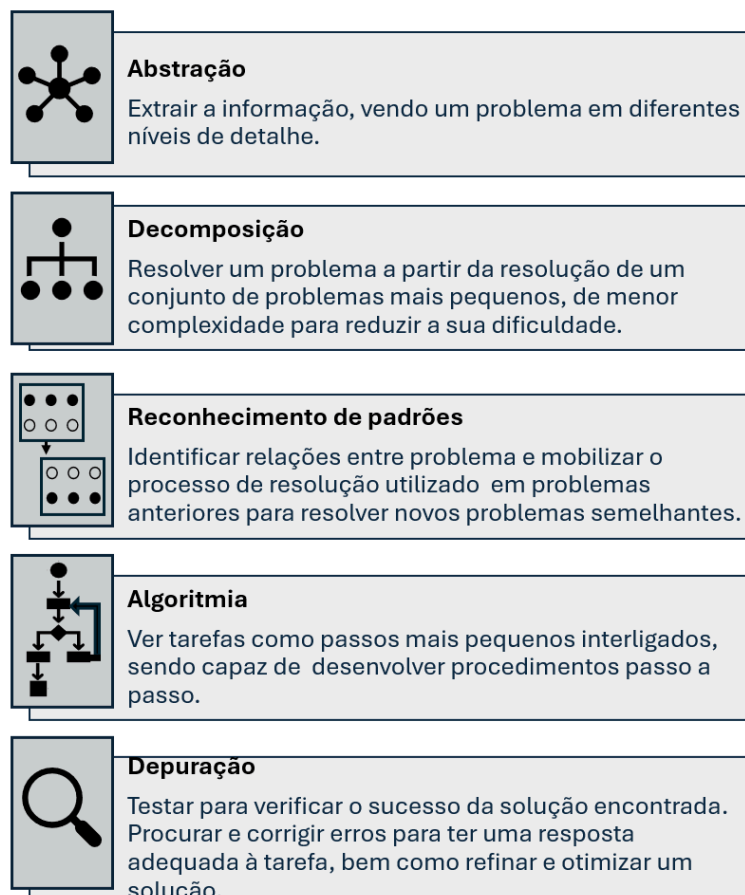 Abstração
Extrair a informação, vendo um problema em diferentes
níveis de detalhe.
Decomposição
Resolver um problema a partir da resolução de um
conjunto de problemas mais pequenos, de menor
complexidade para reduzir a sua dificuldade.
Reconhecimento de padrões
Identificar relações entre problema e mobilizar o
processo de resolução utilizado em problemas
anteriores para resolver novos problemas semelhantes.
Algoritmia
Ver tarefas como passos mais pequenos interligados,
sendo capaz de desenvolver procedimentos passo a
passo.
Depuração
Testar para verificar o sucesso da solução encontrada.
Procurar e corrigir erros para ter uma resposta
adequada à tarefa, bem como refinar e otimizar um
solução.